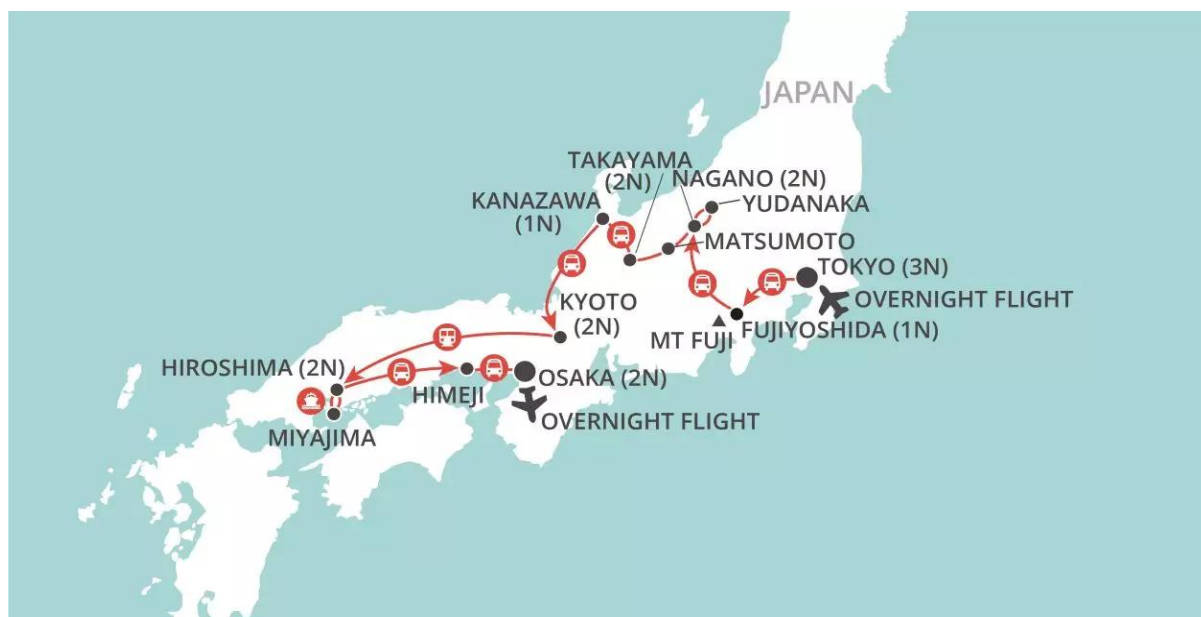 JAPAN
TAKAYAMA
(2N)
NAGANO (2N)
KANAZAWA
(1N)
YUDANAKA
MATSUMOTO
TOKYO (3N)
OVERNIGHT FLIGHT
KYOTO
(2N)
MT FUJI
FUJIYOSHIDA (1N)
HIROSHIMA (2N)
OSAKA (2N)
HIMEJI
OVERNIGHT FLIGHT
MIYAJIMA